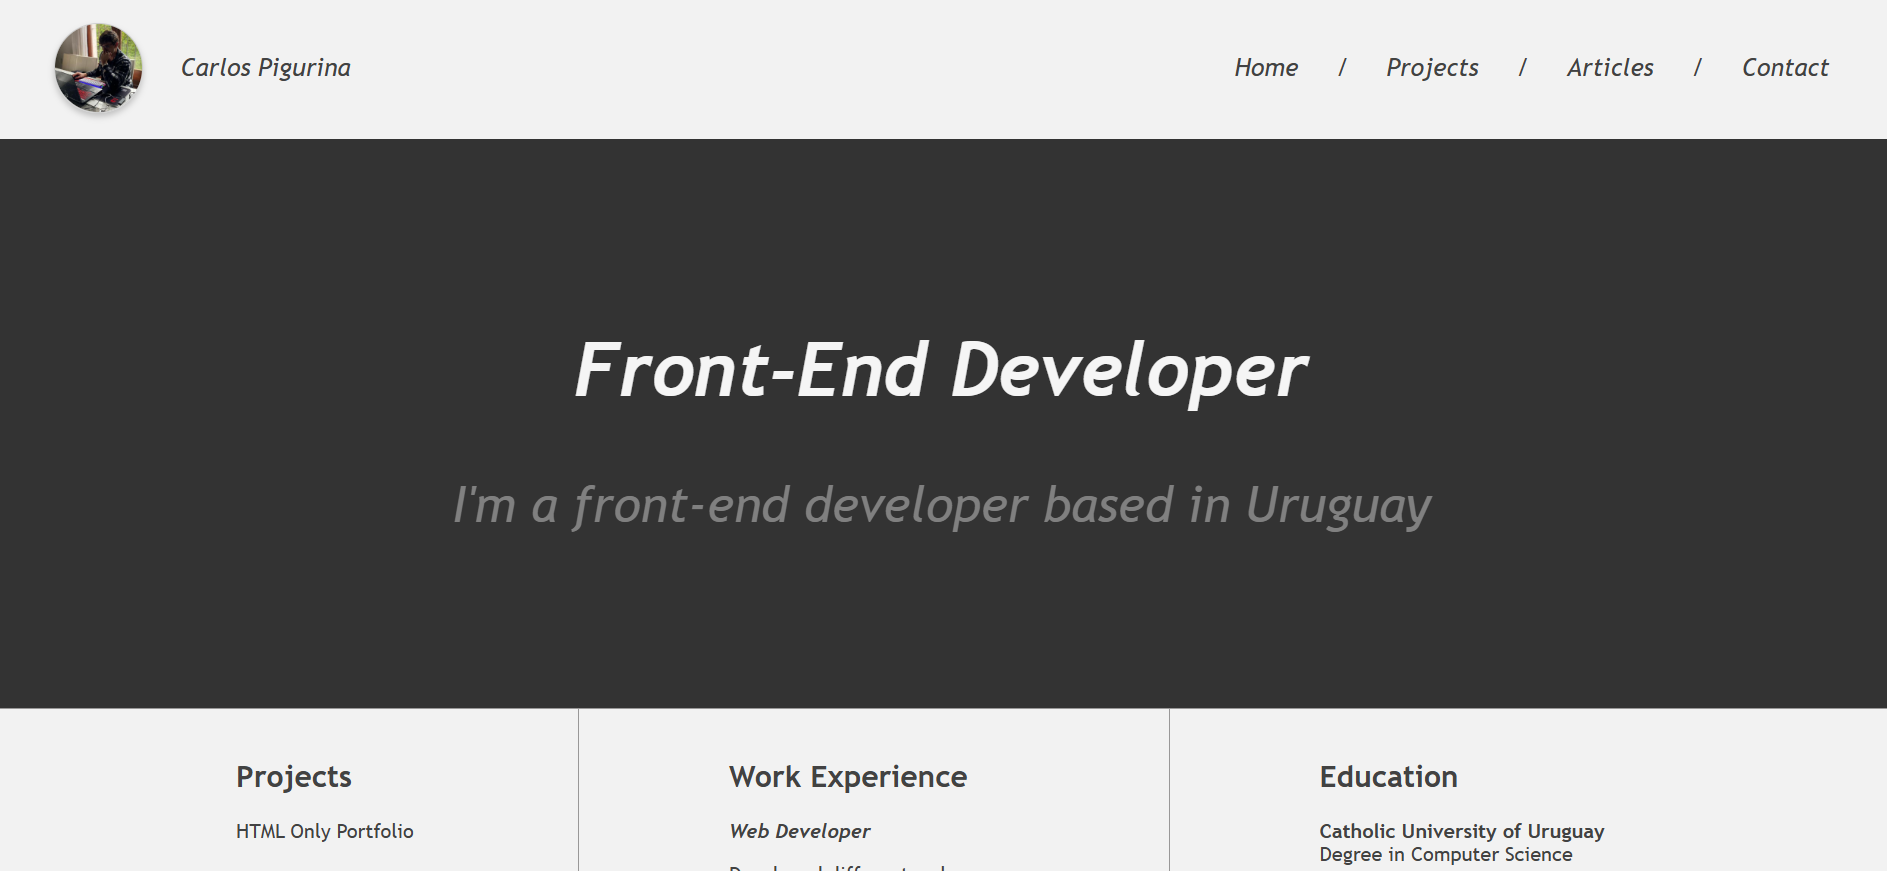 Carlos Pigurina
Home / Projects / Articles / Contact
Front-End Developer
I'm a front-end developer based in Uruguay
Projects
HTML Only Portfolio
Work Experience
Web Developer
Education
Catholic University of Uruguay
Degree in Computer Science